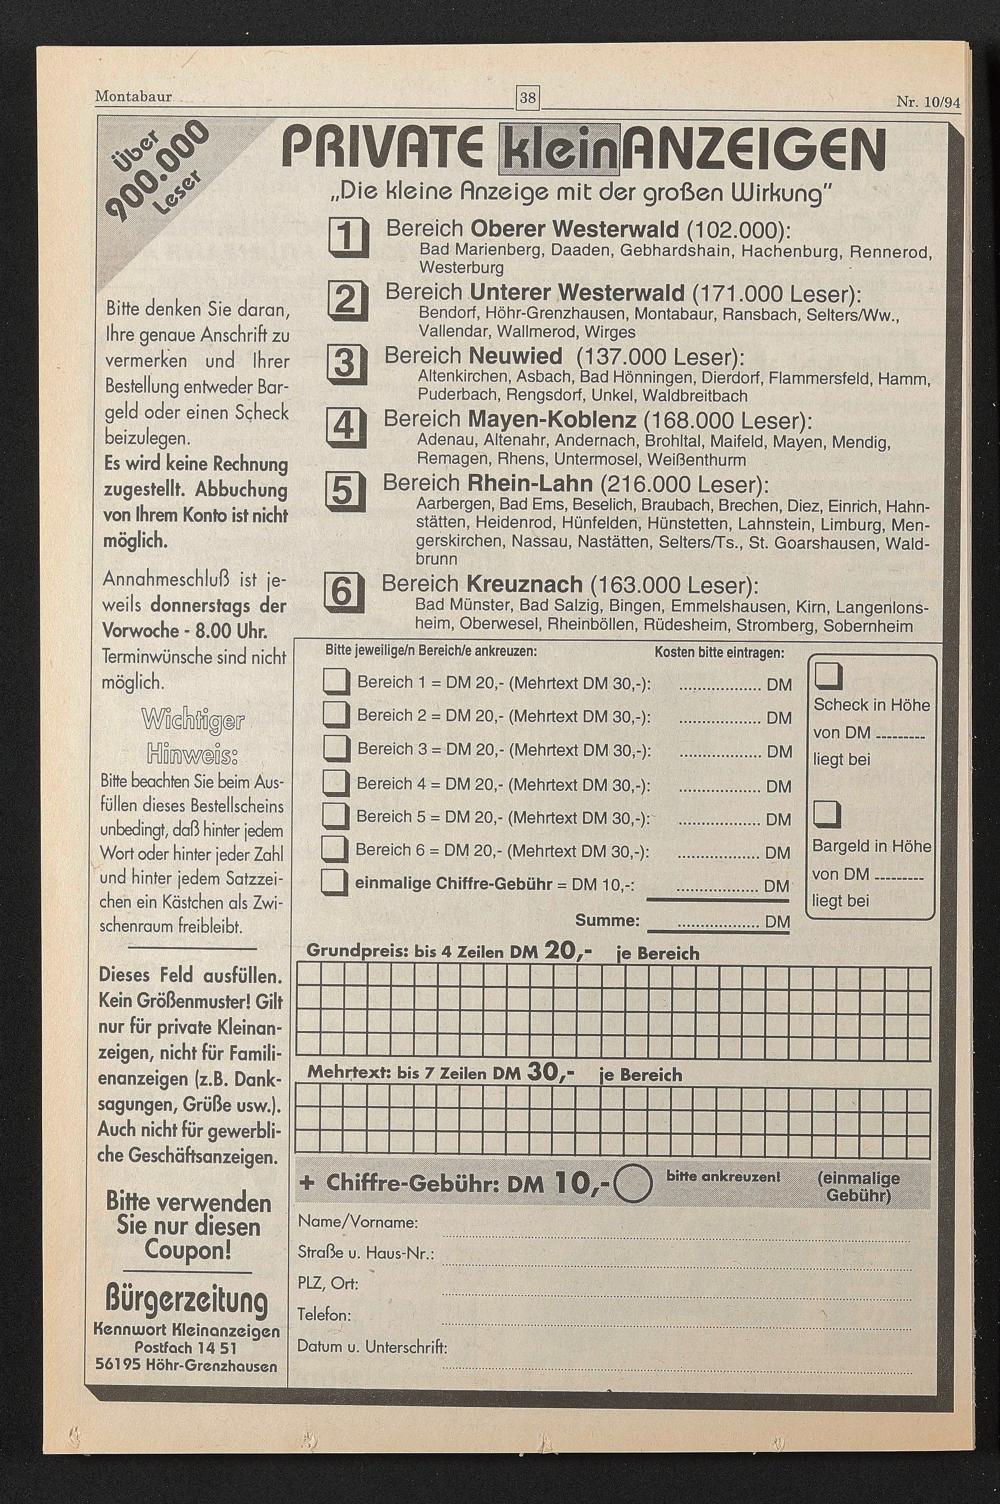 Montabaur
38
Nr. 10/94
Über
900.000
Leser
PRIVATE kleinANZEIGEN
„Die kleine Anzeige mit der großen Wirkung"
1 Bereich Oberer Westerwald (102.000):
Bad Marienberg, Daaden, Gebhardshain, Hachenburg, Rennerod,
Westerburg
2 Bereich Unterer Westerwald (171.000 Leser):
Bendorf, Höhr-Grenzhausen, Montabaur, Ransbach, Selters/Ww.,
Vallendar, Wallmerod, Wirges
3 Bereich Neuwied (137.000 Leser):
Altenkirchen, Asbach, Bad Hönningen, Dierdorf, Flammersfeld, Hamm,
Puderbach, Rengsdorf, Unkel, Waldbreitbach
4 Bereich Mayen-Koblenz (168.000 Leser):
Adenau, Altenahr, Andernach, Brohltal, Maifeld, Mayen, Mendig,
Remagen, Rhens, Untermosel, Weißenthurm
5 Bereich Rhein-Lahn (216.000 Leser):
Aarbergen, Bad Ems, Beselich, Braubach, Brechen, Diez, Einrich, Hahn-
stätten, Heidenrod, Hünfelden, Hünstetten, Lahnstein, Limburg, Men-
gerskirchen, Nassau, Nastätten, Selters/Ts., St. Goarshausen, Wald-
brunn
6 Bereich Kreuznach (163.000 Leser):
Bad Münster, Bad Salzig, Bingen, Emmelshausen, Kirn, Langenlons-
heim, Oberwesel, Rheinböllen, Rüdesheim, Stromberg, Sobernheim
Bitte denken Sie daran,
Ihre genaue Anschrift zu
vermerken und Ihrer
Bestellung entweder Bar-
geld oder einen Scheck
beizulegen.
Es wird keine Rechnung
zugestellt. Abbuchung
von Ihrem Konto ist nicht
möglich.
Annahmeschluß ist je-
weils donnerstags der
Vorwoche - 8.00 Uhr.
Terminwünsche sind nicht
möglich.
Wichtiger
Hinweis:
Bitte beachten Sie beim Aus-
füllen dieses Bestellscheins
unbedingt, daß hinter jedem
Wort oder hinter jeder Zahl
und hinter jedem Satzzei-
chen ein Kästchen als Zwi-
schenraum freibleibt.
Dieses Feld ausfüllen.
Kein Größenmuster! Gilt
nur für private Kleinan-
zeigen, nicht für Famili-
enanzeigen (z.B. Dank-
sagungen, Grüße usw.).
Auch nicht für gewerbli-
che Geschäftsanzeigen.
Bitte verwenden
Sie nur diesen
Coupon!
Bürgerzeitung
Kennwort Kleinanzeigen
Postfach 14 51
56195 Höhr-Grenzhausen
Bitte jeweilige/n Bereich/e ankreuzen: Kosten bitte eintragen:
Bereich 1 = DM 20,- (Mehrtext DM 30,-): ................. DM
Bereich 2 = DM 20,- (Mehrtext DM 30,-): ................. DM
Bereich 3 = DM 20,- (Mehrtext DM 30,-): ................. DM
Bereich 4 = DM 20,- (Mehrtext DM 30,-): ................. DM
Bereich 5 = DM 20,- (Mehrtext DM 30,-): ................. DM
Bereich 6 = DM 20,- (Mehrtext DM 30,-): ................. DM
einmalige Chiffre-Gebühr = DM 10,-: ................. DM
Summe: ................. DM
Scheck in Höhe
von DM ---------
liegt bei
Bargeld in Höhe
von DM ---------
liegt bei
Grundpreis: bis 4 Zeilen DM 20,- je Bereich
Mehrtext: bis 7 Zeilen DM 30,- je Bereich
+ Chiffre-Gebühr: DM 10,- bitte ankreuzen! (einmalige
Gebühr)
Name/Vorname:
Straße u. Haus-Nr.:
PLZ, Ort:
Telefon:
Datum u. Unterschrift: